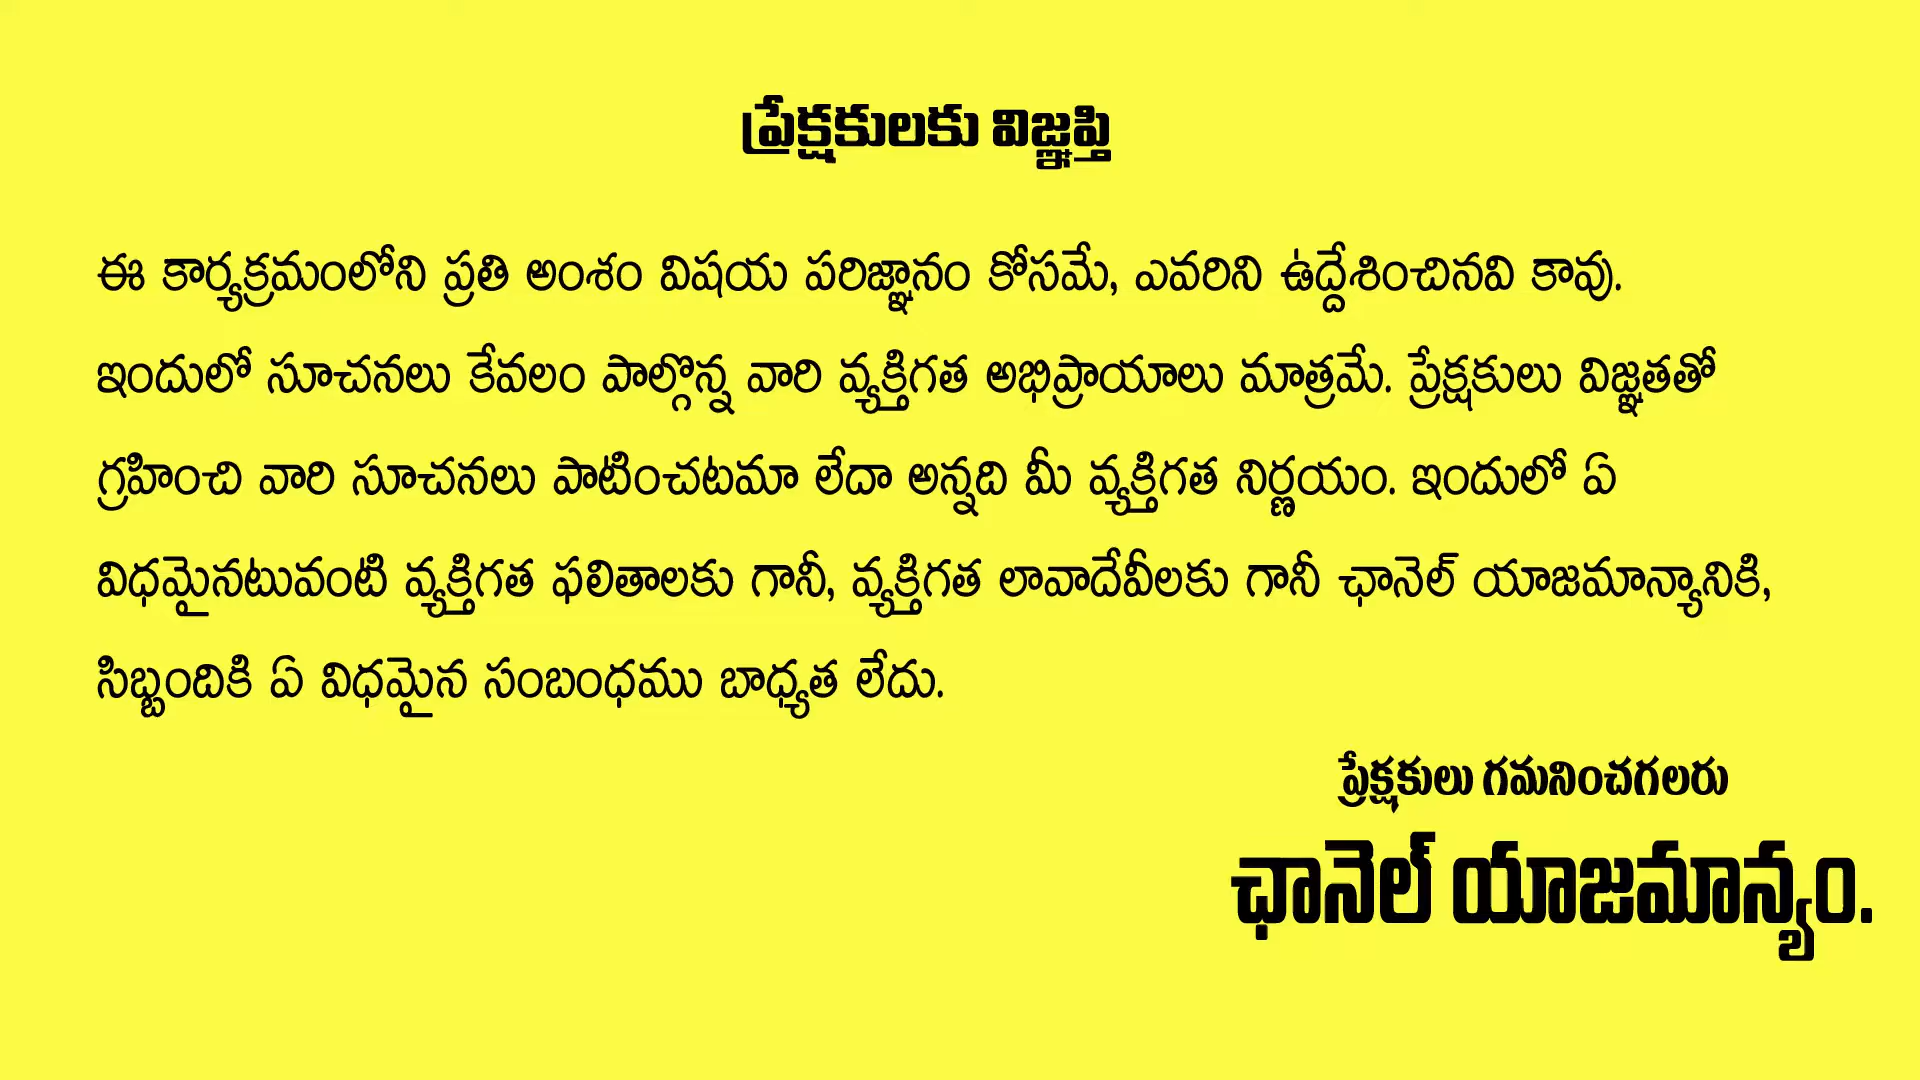 ప్రేక్షకులకు విజ్ఞప్తి
ఈ కార్యక్రమంలోని ప్రతి అంశం విషయ పరిజ్ఞానం కోసమే, ఎవరిని ఉద్దేశించినవి కావు.
ఇందులో సూచనలు కేవలం పాల్గొన్న వారి వ్యక్తిగత అభిప్రాయాలు మాత్రమే. ప్రేక్షకులు విజ్ఞతతో
గ్రహించి వారి సూచనలు పాటించటమా లేదా అన్నది మీ వ్యక్తిగత నిర్ణయం. ఇందులో ఏ
విధమైనటువంటి వ్యక్తిగత ఫలితాలకు గానీ, వ్యక్తిగత లావాదేవీలకు గానీ ఛానెల్ యాజమాన్యానికి,
సిబ్బందికి ఏ విధమైన సంబంధము బాధ్యత లేదు.
ప్రేక్షకులు గమనించగలరు
ఛానెల్ యాజమాన్యం.